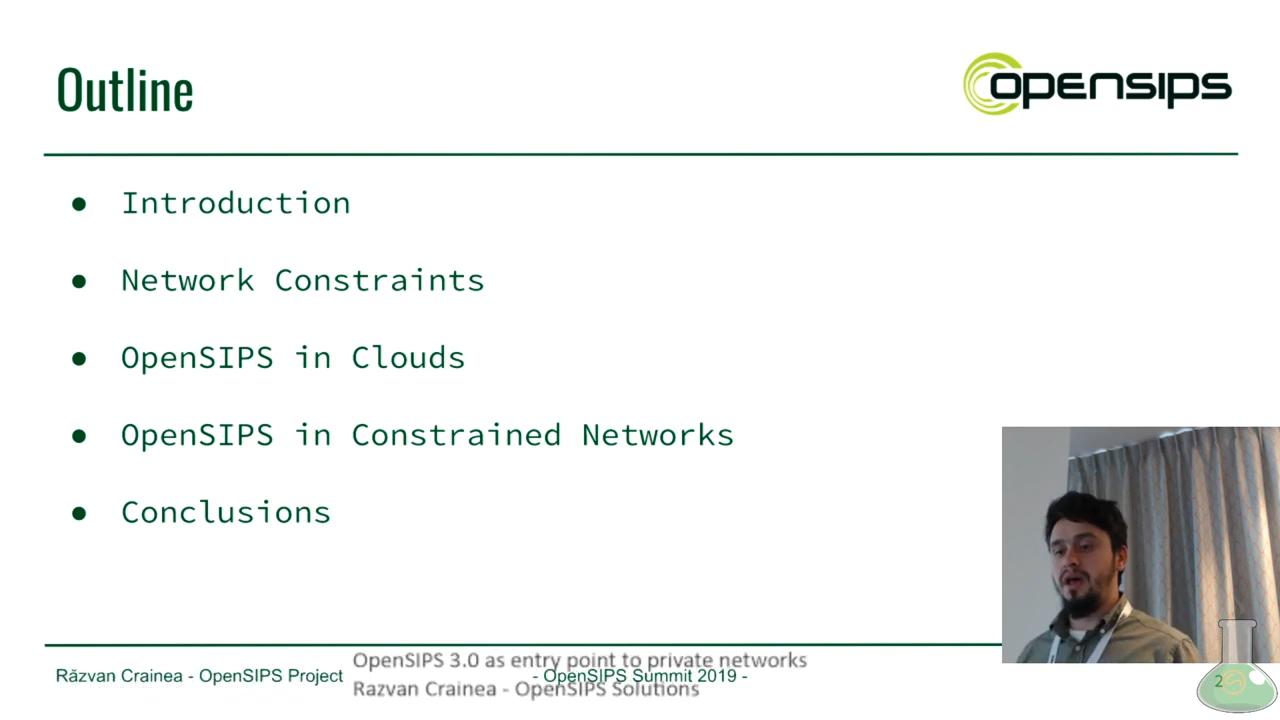 Outline
opensips
● Introduction
● Network Constraints
● OpenSIPS in Clouds
● OpenSIPS in Constrained Networks
● Conclusions
OpenSIPS 3.0 as entry point to private networks
Răzvan Crainea - OpenSIPS Project
- OpenSIPS Summit 2019 -
Razvan Crainea - OpenSIPS Solutions
2